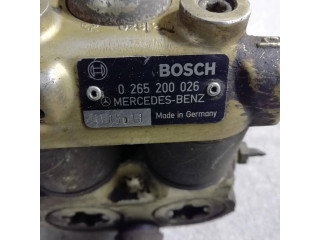 BOSCH
0 265 200 026
MERCEDES-BENZ
Made in Germany